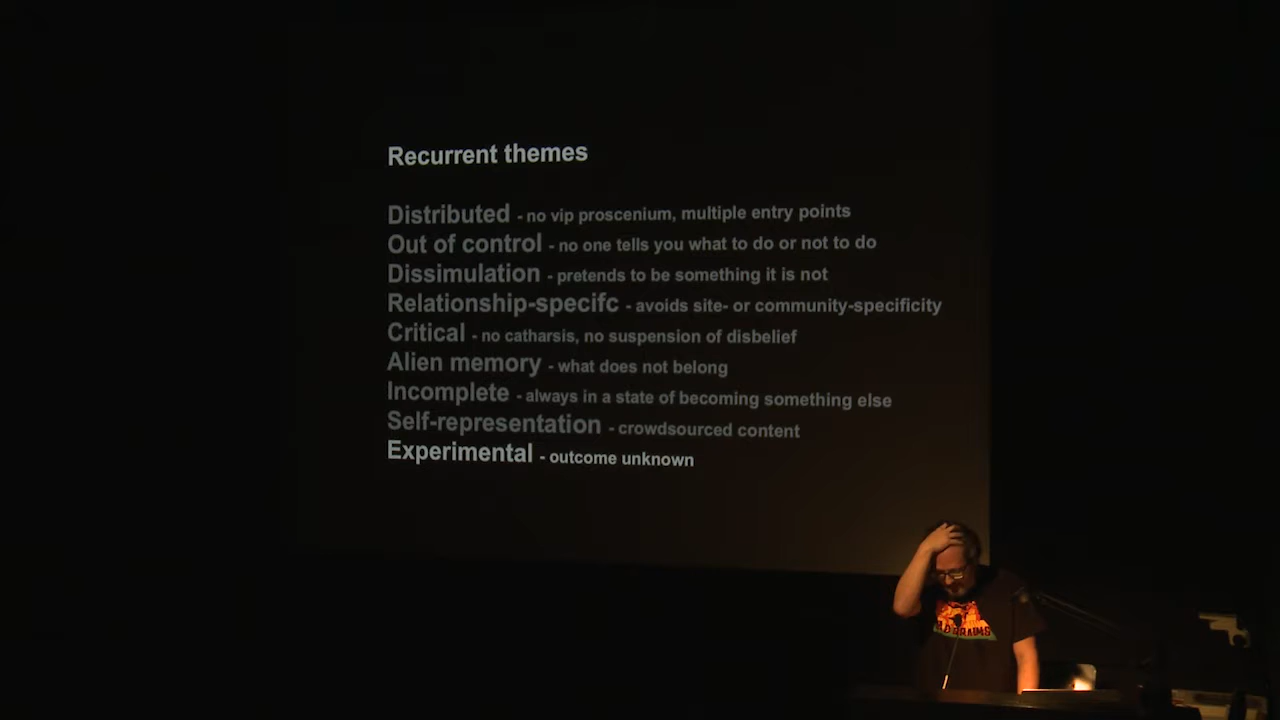 Recurrent themes
Distributed - no vip proscenium, multiple entry points
Out of control - no one tells you what to do or not to do
Dissimulation - pretends to be something it is not
Relationship-specifc - avoids site- or community-specificity
Critical - no catharsis, no suspension of disbelief
Alien memory - what does not belong
Incomplete - always in a state of becoming something else
Self-representation - crowdsourced content
Experimental - outcome unknown